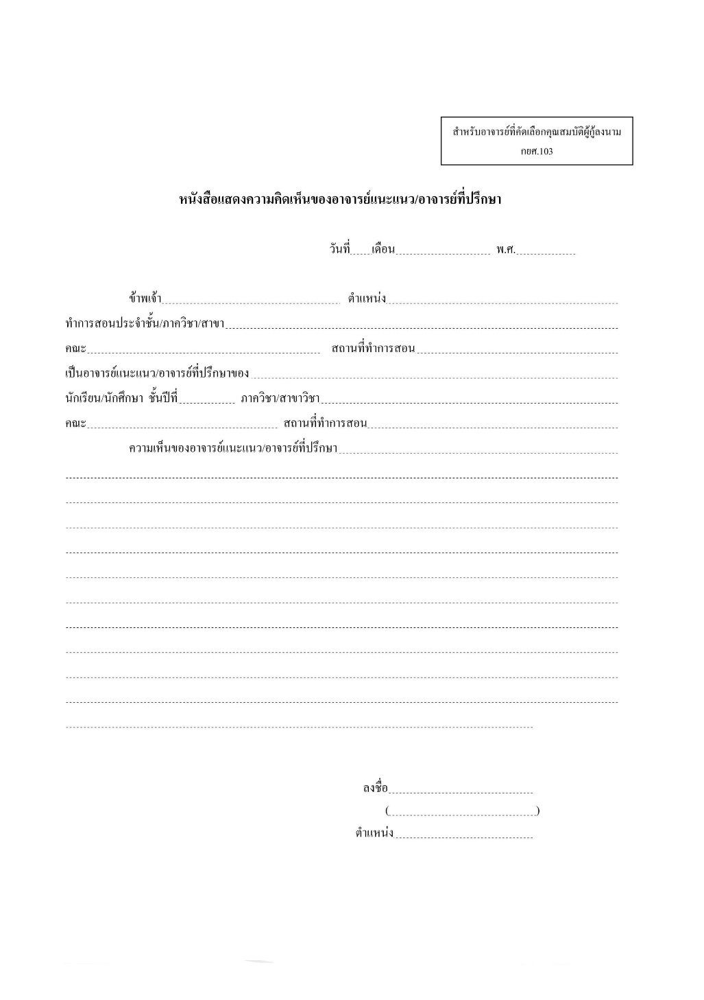 สำหรับอาจารย์ที่คัดเลือกคุณสมบัติผู้กู้ลงนาม
กยศ.103
หนังสือแสดงความคิดเห็นของอาจารย์แนะแนว/อาจารย์ที่ปรึกษา
วันที่ เดือน พ.ศ.
ข้าพเจ้า ตำแหน่ง
ทำการสอนประจำชั้น/ภาควิชา/สาขา
คณะ สถานที่ทำการสอน
เป็นอาจารย์แนะแนว/อาจารย์ที่ปรึกษาของ
นักเรียน/นักศึกษา ชั้นปีที่ ภาควิชา/สาขาวิชา
คณะ สถานที่ทำการสอน
ความเห็นของอาจารย์แนะแนว/อาจารย์ที่ปรึกษา
ลงชื่อ
( )
ตำแหน่ง